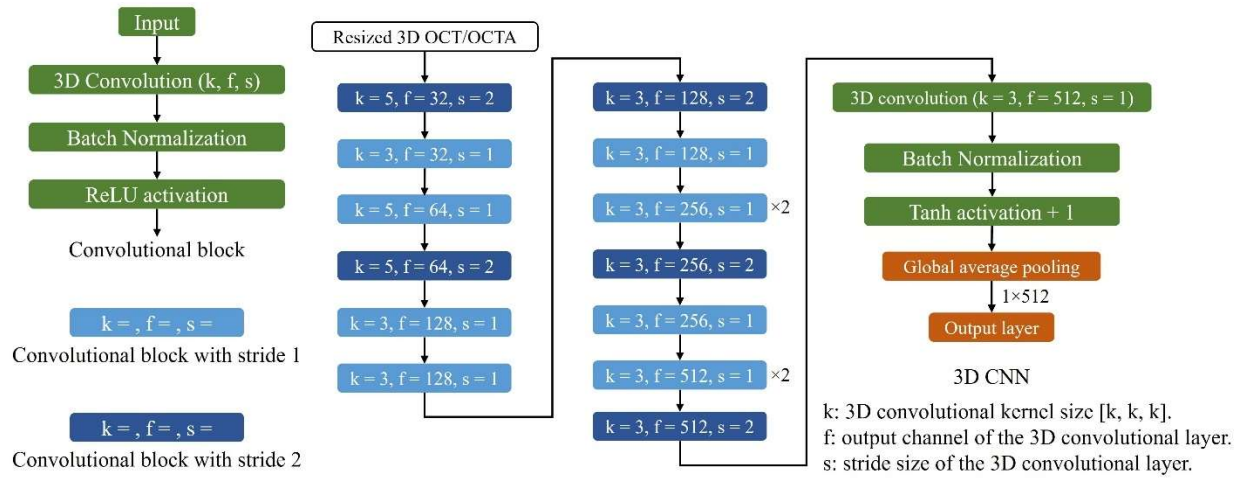 Input
3D Convolution (k, f, s)
Batch Normalization
ReLU activation
Convolutional block
k = , f = , s =
Convolutional block with stride 1
k = , f = , s =
Convolutional block with stride 2
Resized 3D OCT/OCTA
k = 5, f = 32, s = 2
k = 3, f = 32, s = 1
k = 5, f = 64, s = 1
k = 5, f = 64, s = 2
k = 3, f = 128, s = 1
k = 3, f = 128, s = 1
k = 3, f = 128, s = 2
k = 3, f = 128, s = 1
k = 3, f = 256, s = 1 ×2
k = 3, f = 256, s = 2
k = 3, f = 256, s = 1
k = 3, f = 512, s = 1 ×2
k = 3, f = 512, s = 2
3D convolution (k = 3, f = 512, s = 1)
Batch Normalization
Tanh activation + 1
Global average pooling
1×512
Output layer
3D CNN
k: 3D convolutional kernel size [k, k, k].
f: output channel of the 3D convolutional layer.
s: stride size of the 3D convolutional layer.